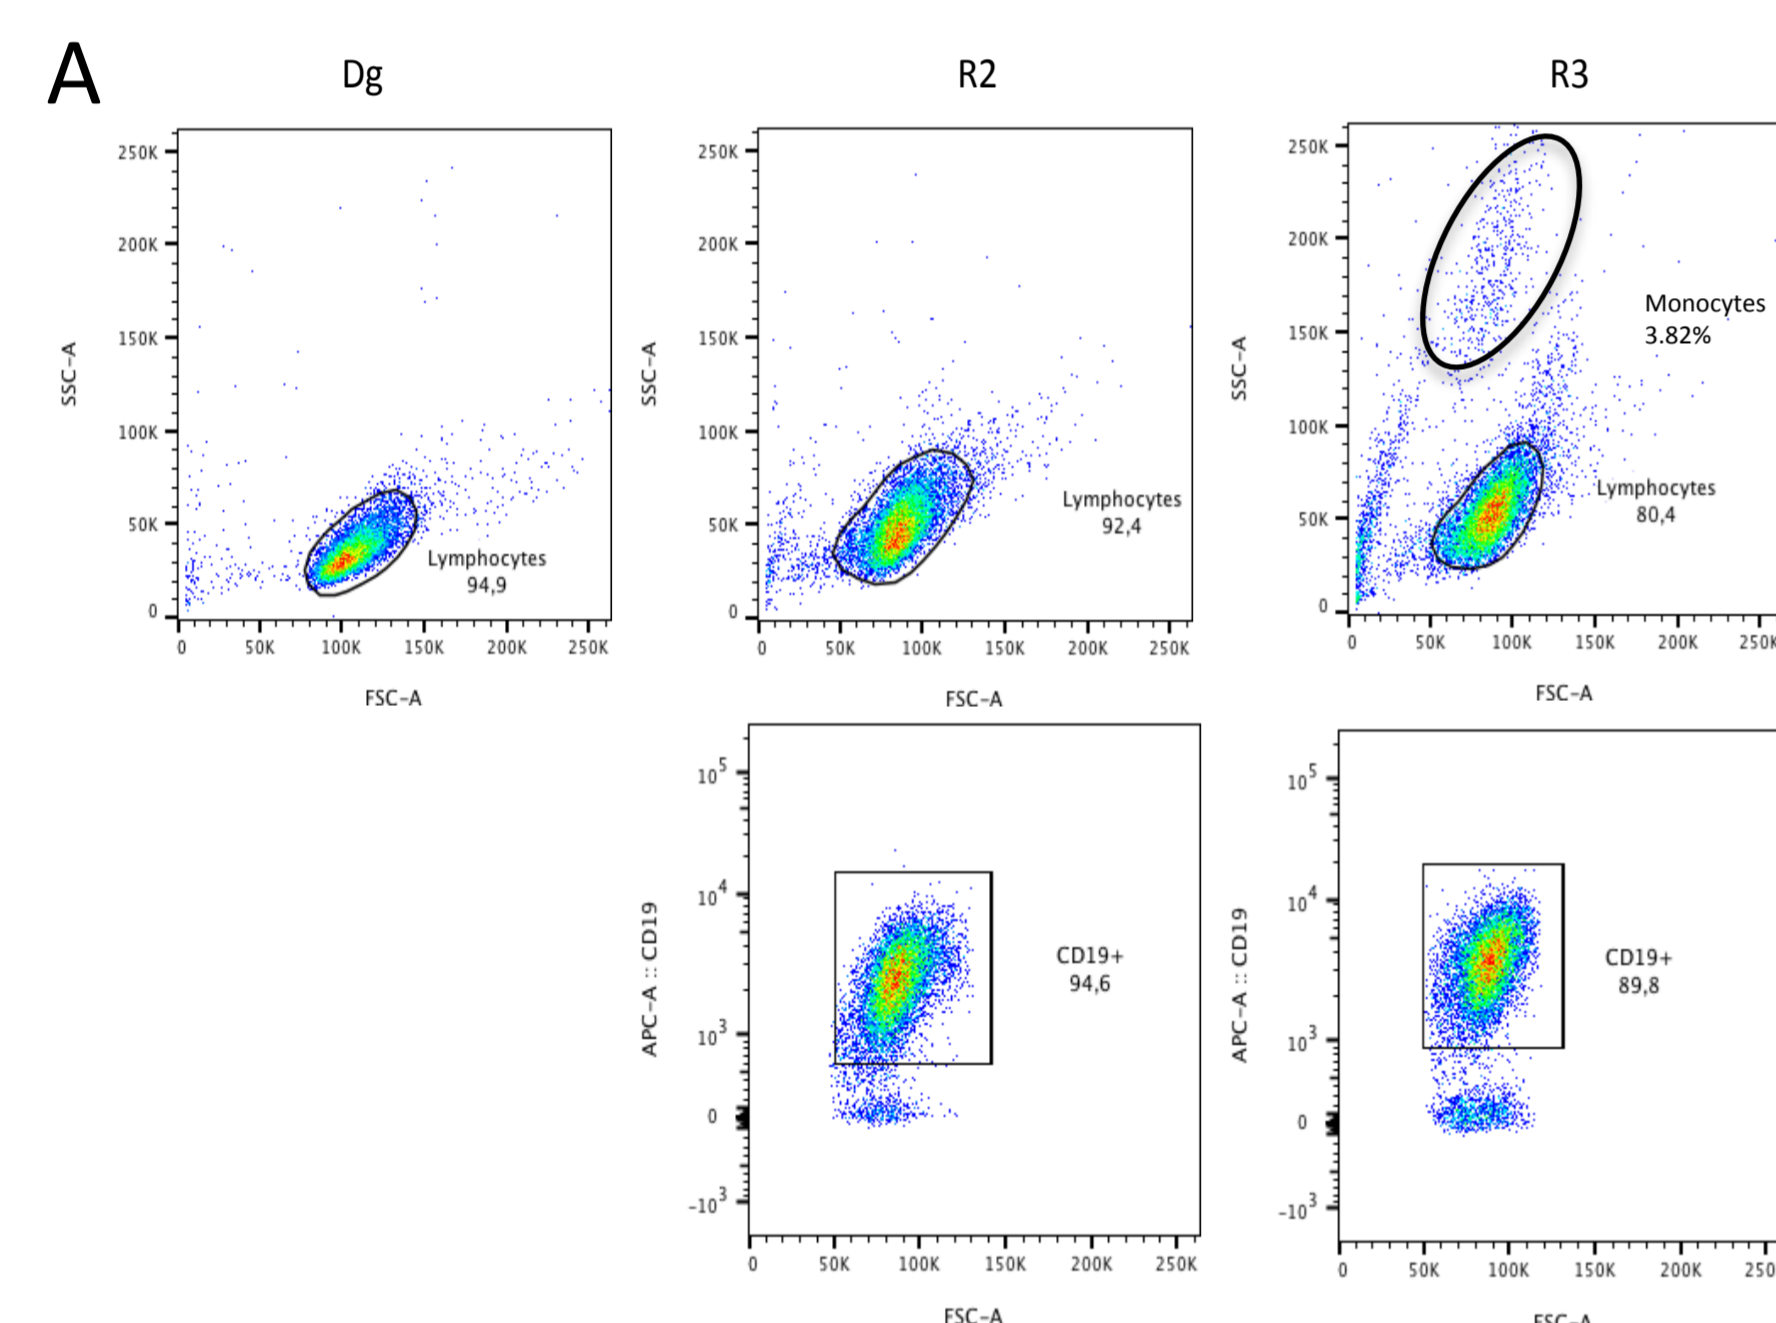 A
Dg
R2
R3
250K
200K
150K
100K
50K
0
SSC-A
Lymphocytes
94,9
0 50K 100K 150K 200K 250K
FSC-A
250K
200K
150K
100K
50K
0
SSC-A
Lymphocytes
92,4
0 50K 100K 150K 200K 250K
FSC-A
250K
200K
150K
100K
50K
0
SSC-A
Monocytes
3.82%
Lymphocytes
80,4
0 50K 100K 150K 200K 250K
FSC-A
10^5
10^4
10^3
0
-10^3
APC-A :: CD19
CD19+
94,6
0 50K 100K 150K 200K 250K
FSC-A
10^5
10^4
10^3
0
-10^3
APC-A :: CD19
CD19+
89,8
0 50K 100K 150K 200K 250
FSC-A